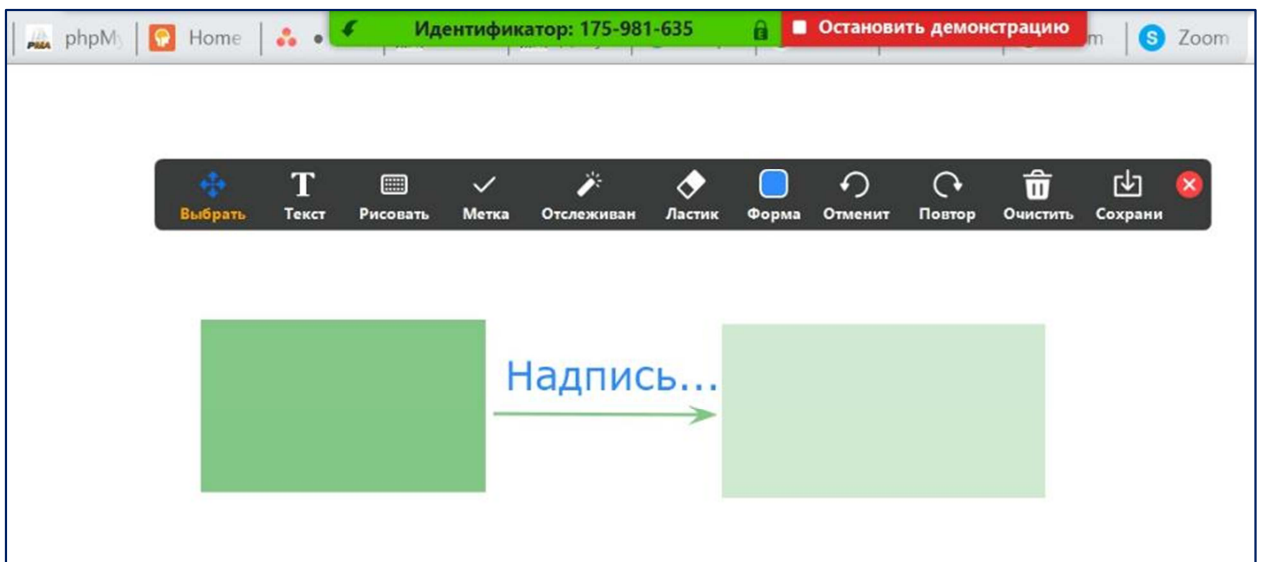 phpM
Home
Идентификатор: 175-981-635
Остановить демонстрацию
m
S
Zoom
Выбрать
T
Текст
Рисовать
Метка
Отслеживан
Ластик
Форма
Отменит
Повтор
Очистить
Сохрани
Надпись...